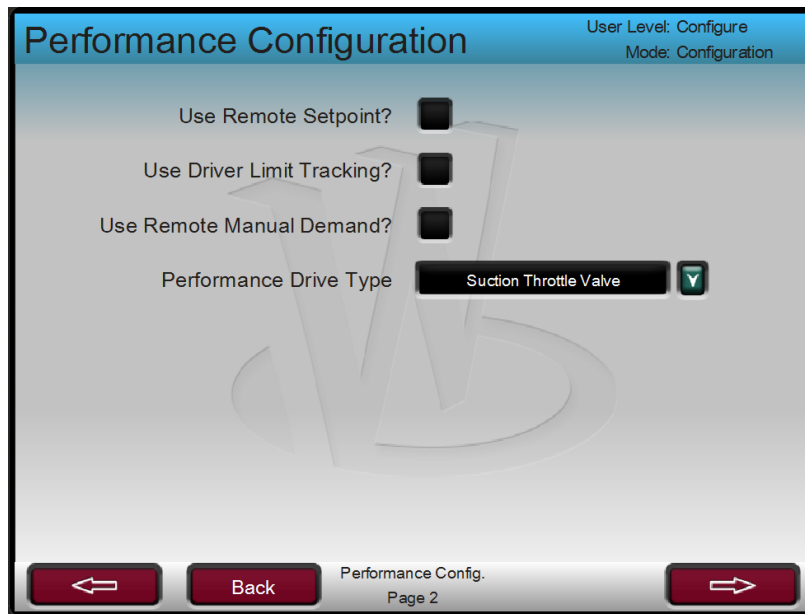 Performance Configuration
User Level: Configure
Mode: Configuration
Use Remote Setpoint?
Use Driver Limit Tracking?
Use Remote Manual Demand?
Performance Drive Type
Suction Throttle Valve
Back
Performance Config.
Page 2